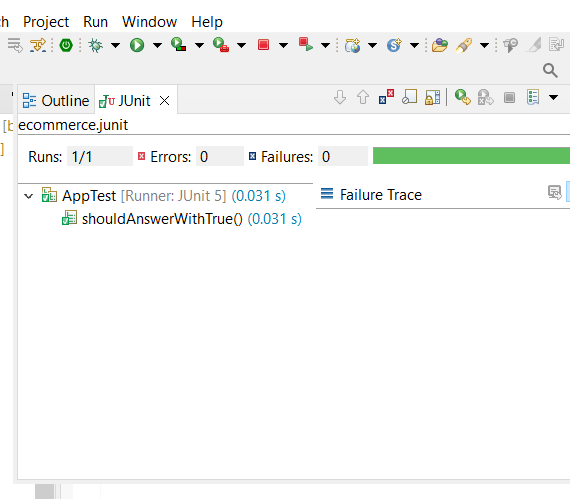 ch Project Run Window Help
Outline JUnit
[b
ecommerce.junit
]
Runs: 1/1 Errors: 0 Failures: 0
AppTest [Runner: JUnit 5] (0.031 s)
Failure Trace
shouldAnswerWithTrue() (0.031 s)